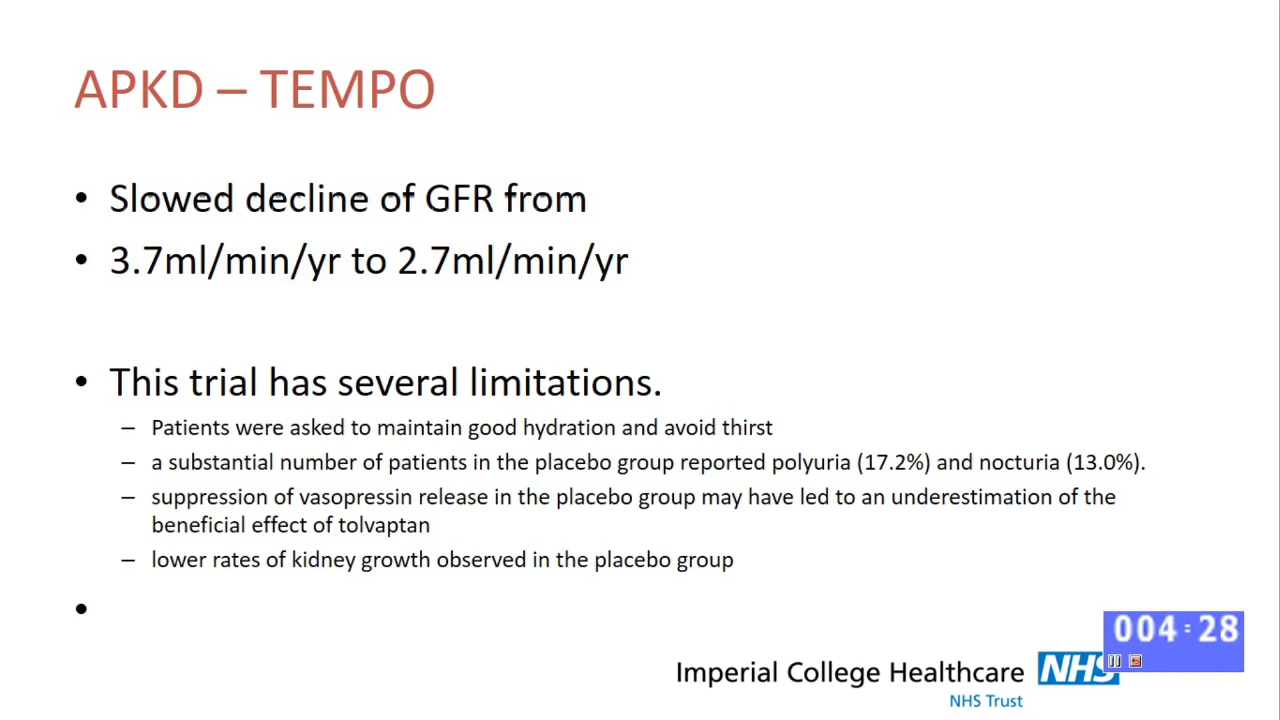 APKD – TEMPO
• Slowed decline of GFR from
• 3.7ml/min/yr to 2.7ml/min/yr
• This trial has several limitations.
– Patients were asked to maintain good hydration and avoid thirst
– a substantial number of patients in the placebo group reported polyuria (17.2%) and nocturia (13.0%).
– suppression of vasopressin release in the placebo group may have led to an underestimation of the
beneficial effect of tolvaptan
– lower rates of kidney growth observed in the placebo group
•
004:28
Imperial College Healthcare NHS
NHS Trust